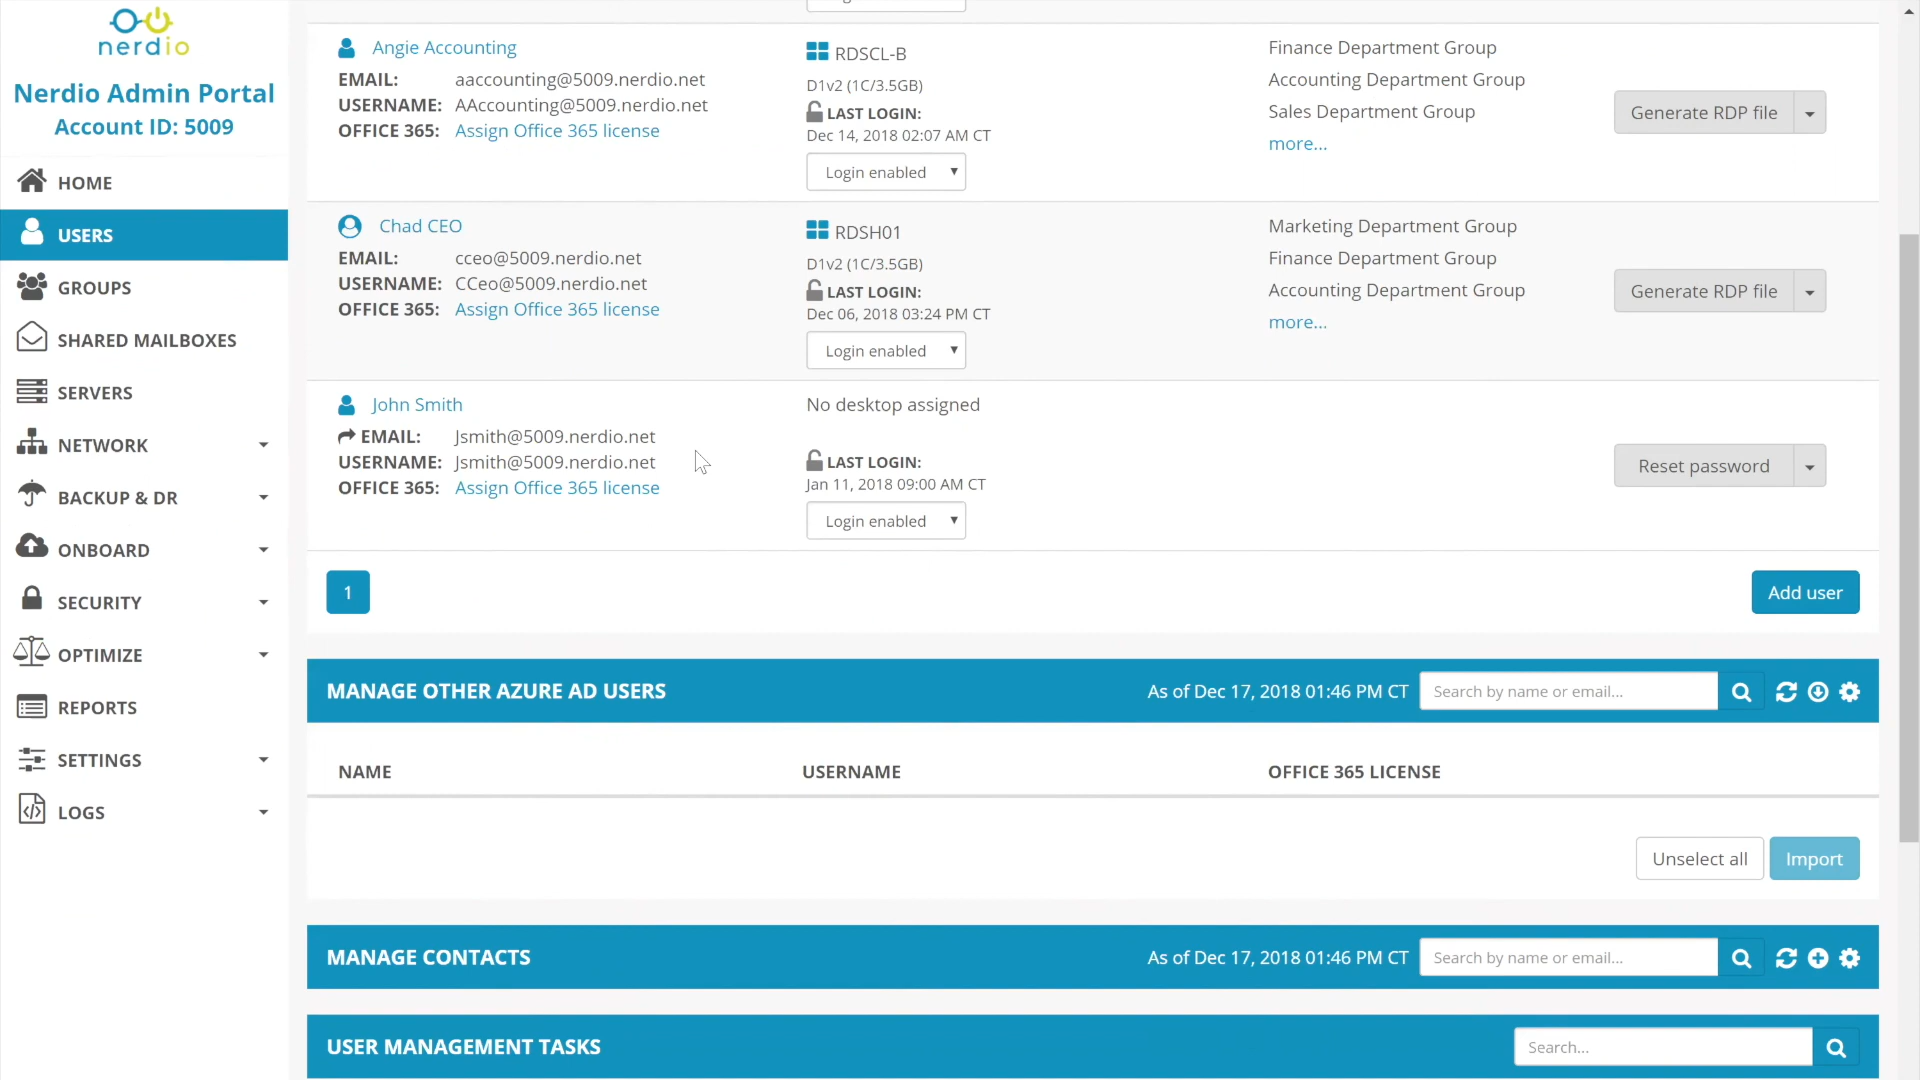 nerdio
Nerdio Admin Portal
Account ID: 5009
HOME
USERS
GROUPS
SHARED MAILBOXES
SERVERS
NETWORK
BACKUP & DR
ONBOARD
SECURITY
OPTIMIZE
REPORTS
SETTINGS
LOGS
Angie Accounting
EMAIL: aaccounting@5009.nerdio.net
USERNAME: AAccounting@5009.nerdio.net
OFFICE 365: Assign Office 365 license
RDSCL-B
D1v2 (1C/3.5GB)
LAST LOGIN:
Dec 14, 2018 02:07 AM CT
Login enabled
Finance Department Group
Accounting Department Group
Sales Department Group
more...
Generate RDP file
Chad CEO
EMAIL: cceo@5009.nerdio.net
USERNAME: CCeo@5009.nerdio.net
OFFICE 365: Assign Office 365 license
RDSH01
D1v2 (1C/3.5GB)
LAST LOGIN:
Dec 06, 2018 03:24 PM CT
Login enabled
Marketing Department Group
Finance Department Group
Accounting Department Group
more...
Generate RDP file
John Smith
EMAIL: Jsmith@5009.nerdio.net
USERNAME: Jsmith@5009.nerdio.net
OFFICE 365: Assign Office 365 license
No desktop assigned
LAST LOGIN:
Jan 11, 2018 09:00 AM CT
Login enabled
Reset password
1
Add user
MANAGE OTHER AZURE AD USERS As of Dec 17, 2018 01:46 PM CT Search by name or email...
NAME USERNAME OFFICE 365 LICENSE
Unselect all Import
MANAGE CONTACTS As of Dec 17, 2018 01:46 PM CT Search by name or email...
USER MANAGEMENT TASKS Search...